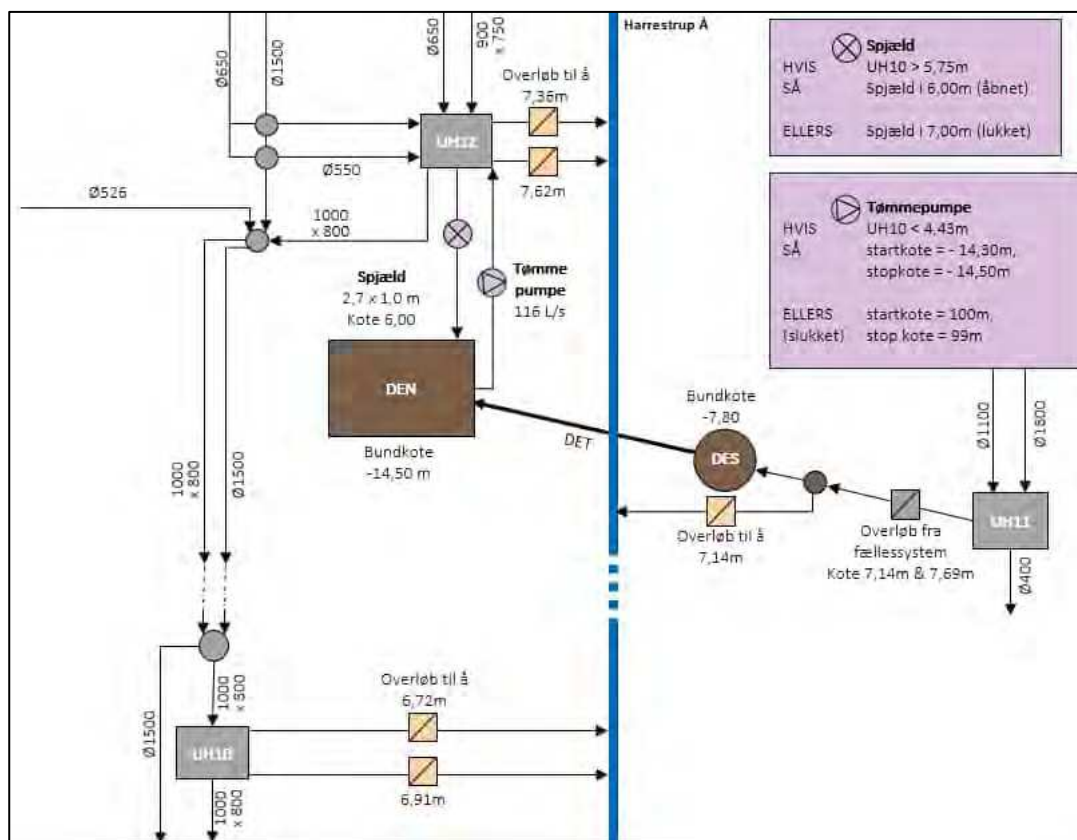 Ø650
Ø1500
Ø650
900
x 750
Harrestrup Å
Overløb til å
7,36m
UH12
7,62m
Ø550
Ø526
1000
x 800
Spjæld
2,7 x 1,0 m
Kote 6,00
Tømme
pumpe
116 L/s
DEN
Bundkote
-14,50 m
DET
Bundkote
-7,80
DES
Overløb til å
7,14m
Overløb fra
fællessystem
Kote 7,14m & 7,69m
UH11
Ø1100
Ø1800
Ø400
Spjæld
HVIS UH10 > 5,75m
SÅ Spjæld i 6,00m (åbnet)
ELLERS Spjæld i 7,00m (lukket)
Tømmepumpe
HVIS UH10 < 4,43m
SÅ startkote = - 14,30m,
stopkote = - 14,50m
ELLERS startkote = 100m,
(slukket) stop kote = 99m
1000
x 800
Ø1500
1000
x 800
Ø1500
UH10
1000
x 800
Overløb til å
6,72m
6,91m